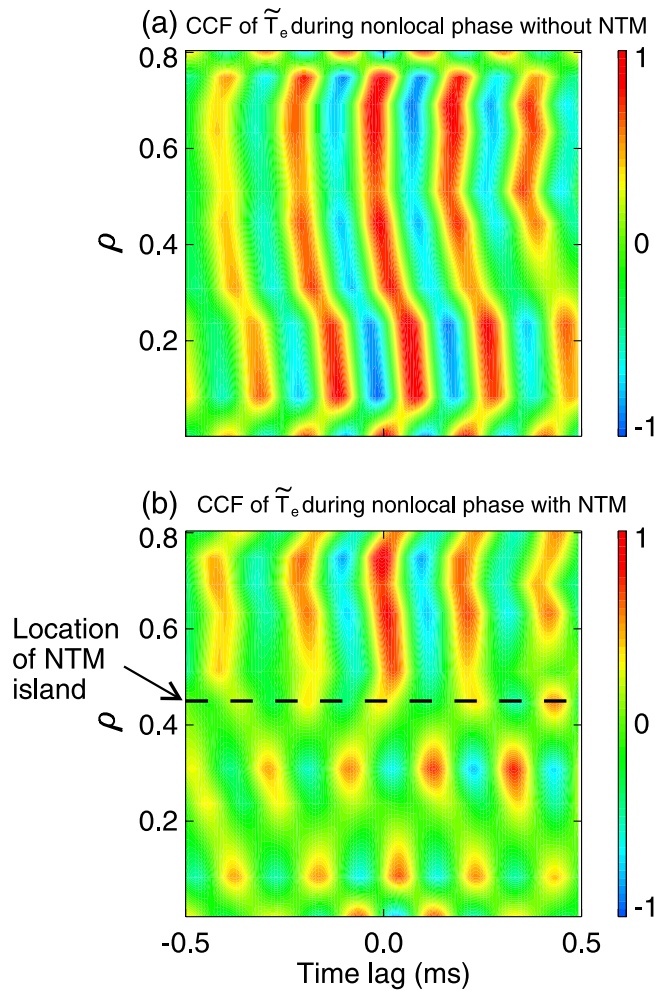 (a) CCF of T̃e during nonlocal phase without NTM
0.8
0.6
0.4
0.2
ρ
1
0
-1
(b) CCF of T̃e during nonlocal phase with NTM
Location
of NTM
island
0.8
0.6
0.4
0.2
ρ
1
0
-1
-0.5 0.0 0.5
Time lag (ms)